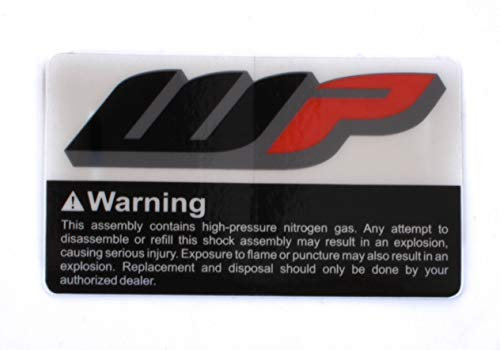 WP
Warning
This assembly contains high-pressure nitrogen gas. Any attempt to
disassemble or refill this shock assembly may result in an explosion,
causing serious injury. Exposure to flame or puncture may also result in an
explosion. Replacement and disposal should only be done by your
authorized dealer.